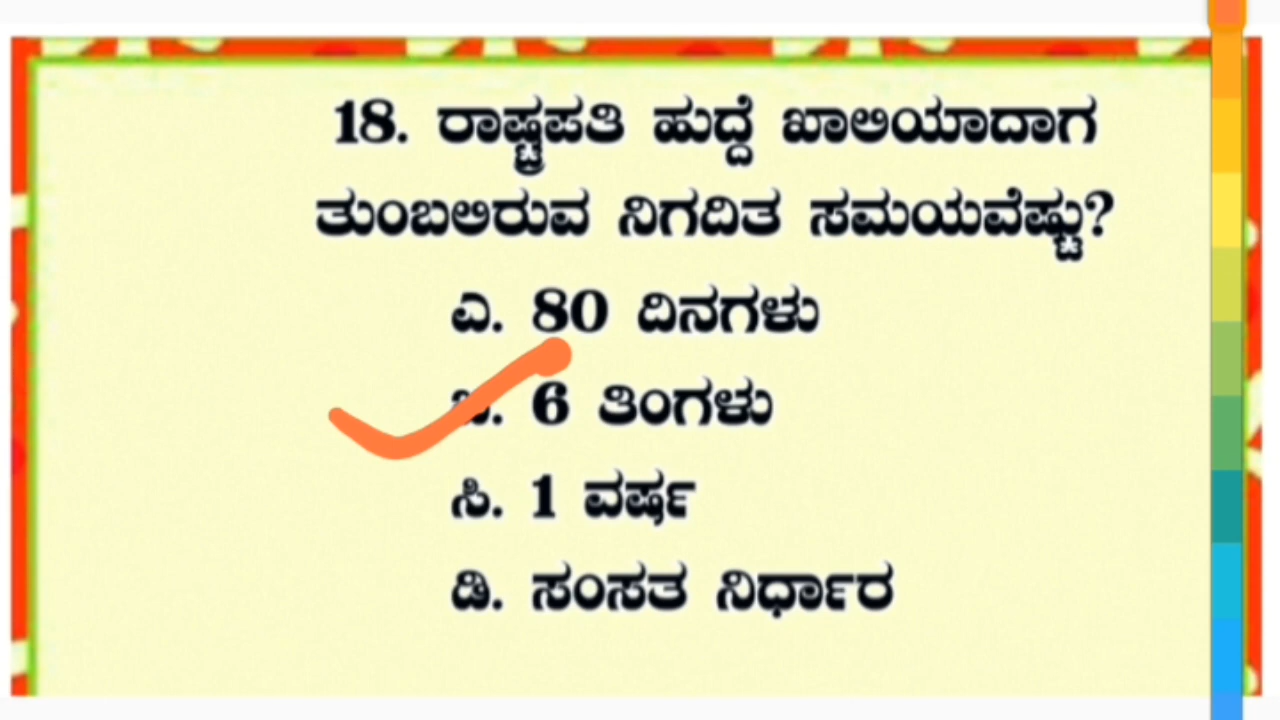 18. ರಾಷ್ಟ್ರಪತಿ ಹುದ್ದೆ ಖಾಲಿಯಾದಾಗ
ತುಂಬಲಿರುವ ನಿಗದಿತ ಸಮಯವೆಷ್ಟು?
ಎ. 80 ದಿನಗಳು
ಬಿ. 6 ತಿಂಗಳು
ಸಿ. 1 ವರ್ಷ
ಡಿ. ಸಂಸತ ನಿರ್ಧಾರ